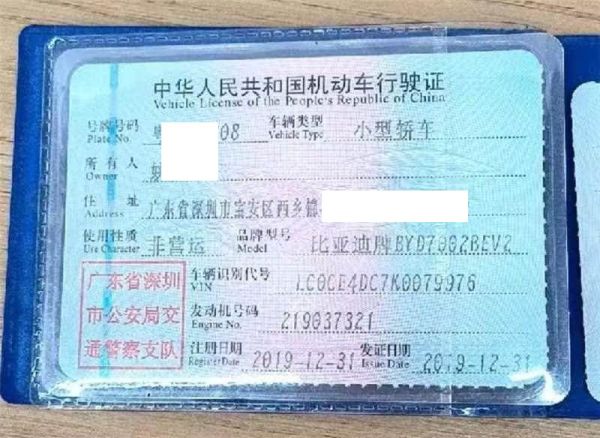 中华人民共和国机动车行驶证
Vehicle License of the People's Republic of China
号牌号码 08 车辆类型 小型轿车
Plate No. Vehicle Type
所有人
Owner
住址 广东省深圳市宝安区西乡
Address
使用性质 非营运 品牌型号 比亚迪牌BYD7002BEV2
Use Character Model
广东省深圳
市公安局交
通警察支队
车辆识别代号 LC0CE4DC7K0079976
VIN
发动机号码 219037321
Engine No.
注册日期 2019-12-31 发证日期 2019-12-31
Register Date Issue Date